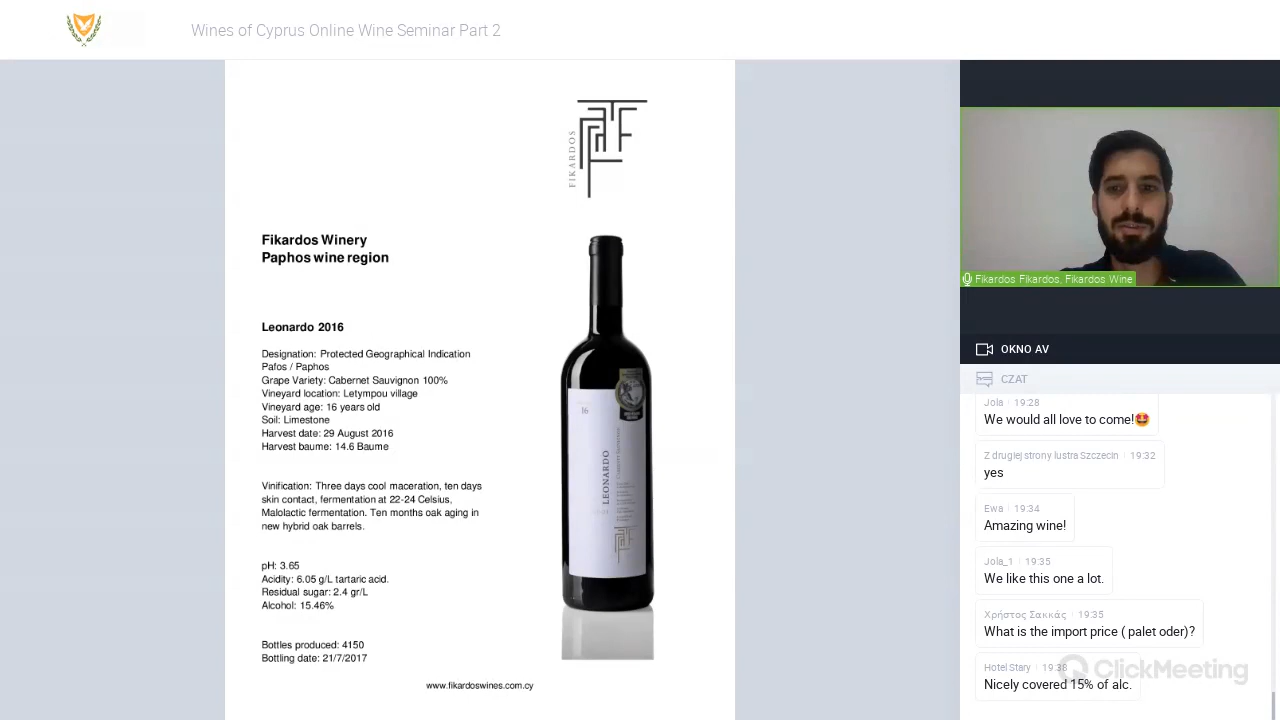 Wines of Cyprus Online Wine Seminar Part 2
FIKARDOS
Fikardos Winery
Paphos wine region
Leonardo 2016
Designation: Protected Geographical Indication
Pafos / Paphos
Grape Variety: Cabernet Sauvignon 100%
Vineyard location: Letympou village
Vineyard age: 16 years old
Soil: Limestone
Harvest date: 29 August 2016
Harvest baume: 14.6 Baume
Vinification: Three days cool maceration, ten days
skin contact, fermentation at 22-24 Celsius,
Malolactic fermentation. Ten months oak aging in
new hybrid oak barrels.
pH: 3.65
Acidity: 6.05 g/L tartaric acid.
Residual sugar: 2.4 gr/L
Alcohol: 15.46%
Bottles produced: 4150
Bottling date: 21/7/2017
www.fikardoswines.com.cy
16
LEONARDO
Fikardos Fikardos, Fikardos Wine
OKNO AV
CZAT
Jola 19:28
We would all love to come!🤩
Z drugiej strony lustra Szczecin 19:32
yes
Ewa 19:34
Amazing wine!
Jola_1 19:35
We like this one a lot.
Χρήστος Σακκάς 19:35
What is the import price ( palet oder)?
Hotel Stary 19:38
Nicely covered 15% of alc.
ClickMeeting